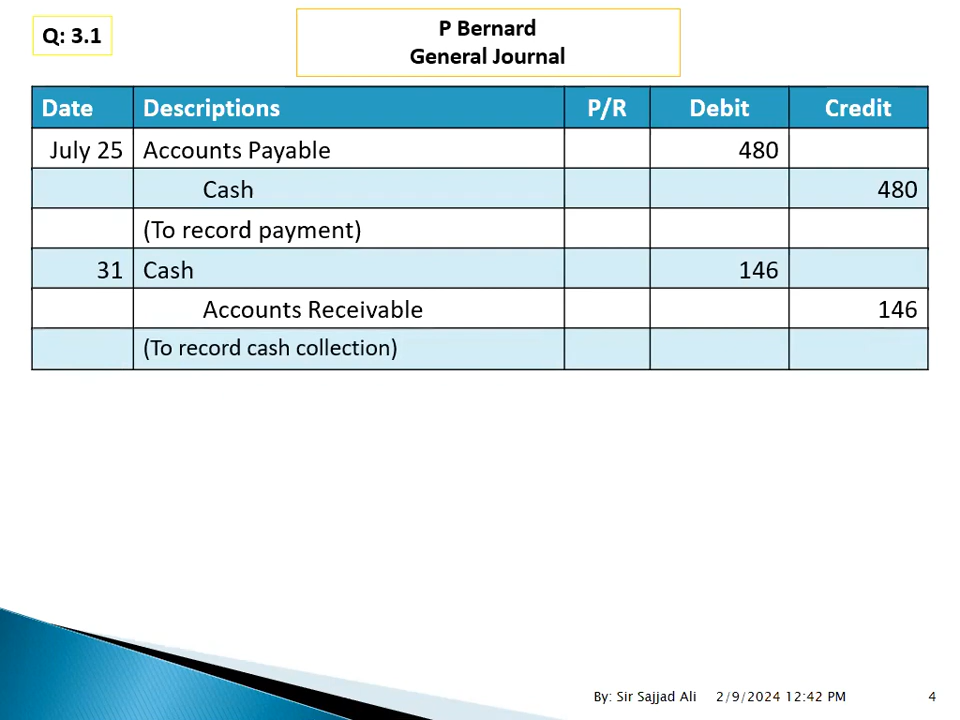 Q: 3.1
P Bernard
General Journal
Date Descriptions P/R Debit Credit
July 25 Accounts Payable 480
Cash 480
(To record payment)
31 Cash 146
Accounts Receivable 146
(To record cash collection)
By: Sir Sajjad Ali 2/9/2024 12:42 PM 4